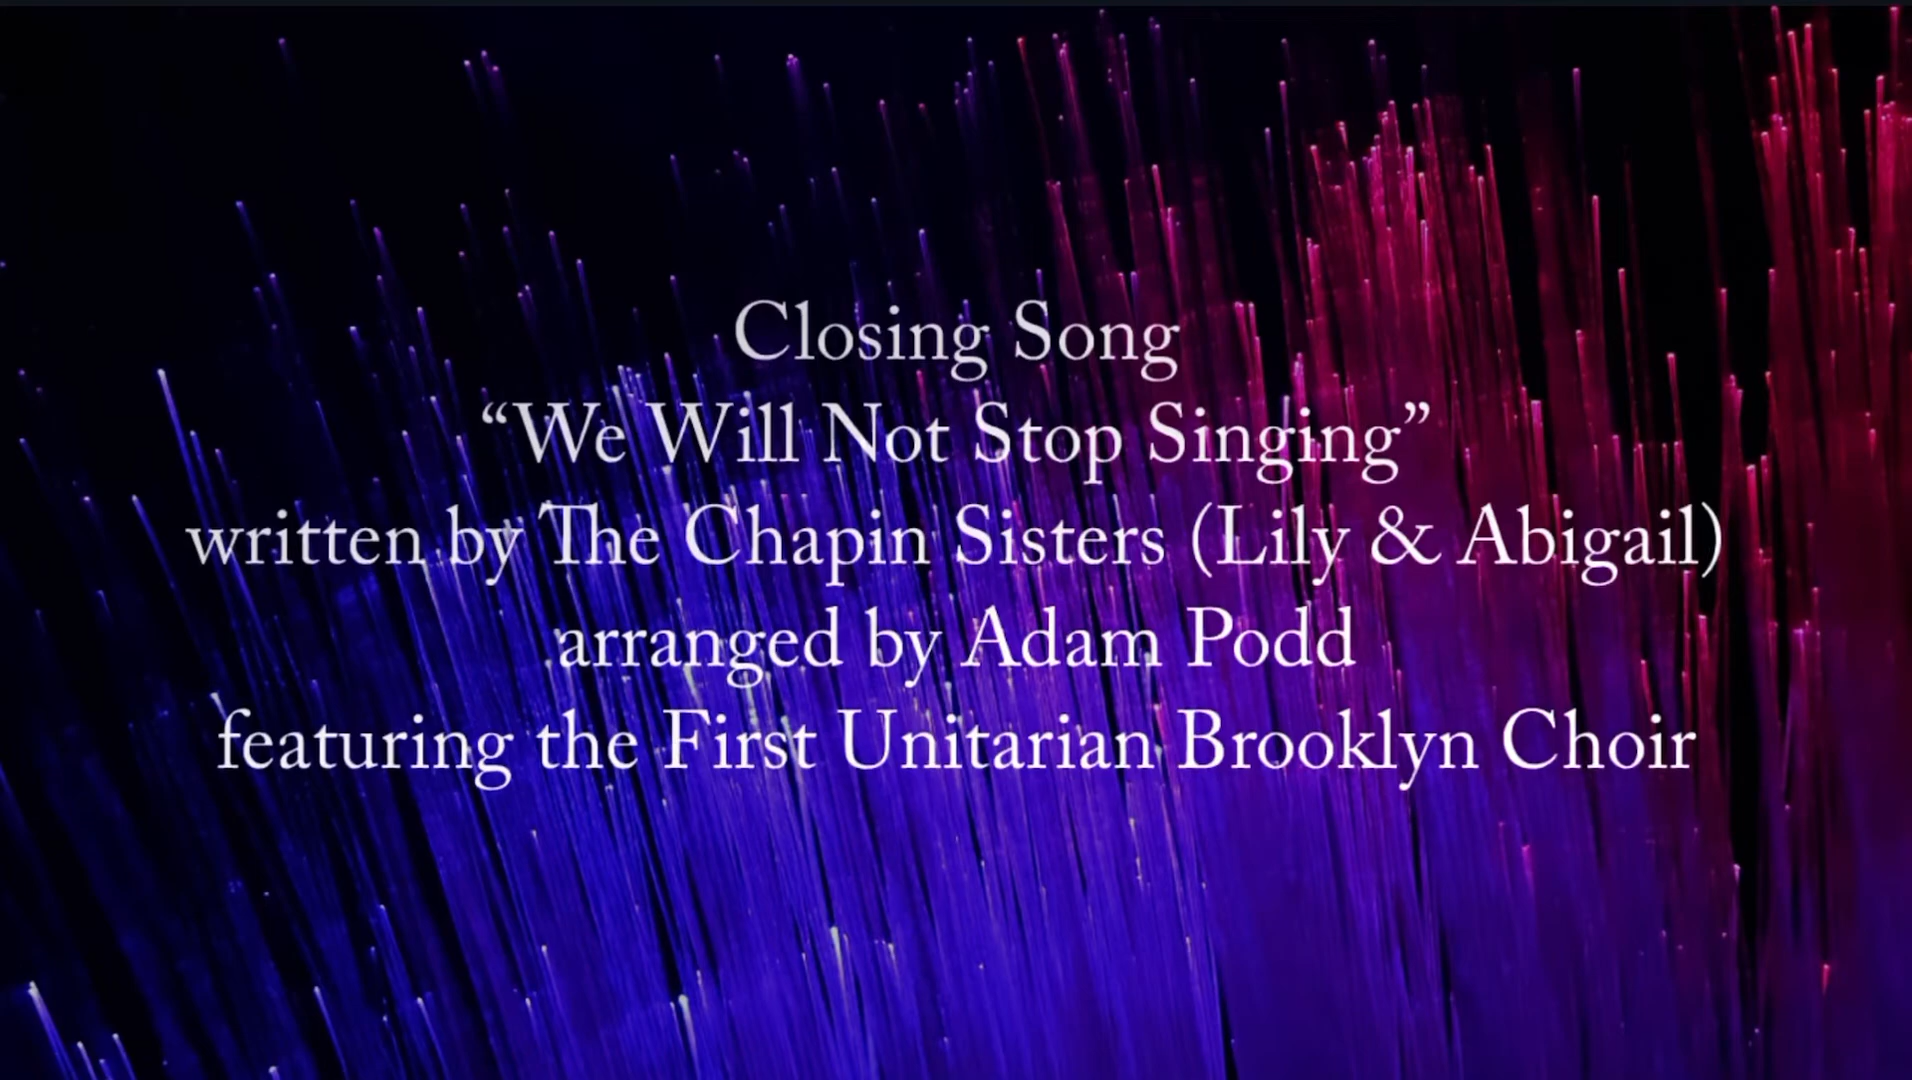 Closing Song
“We Will Not Stop Singing”
written by The Chapin Sisters (Lily & Abigail)
arranged by Adam Podd
featuring the First Unitarian Brooklyn Choir